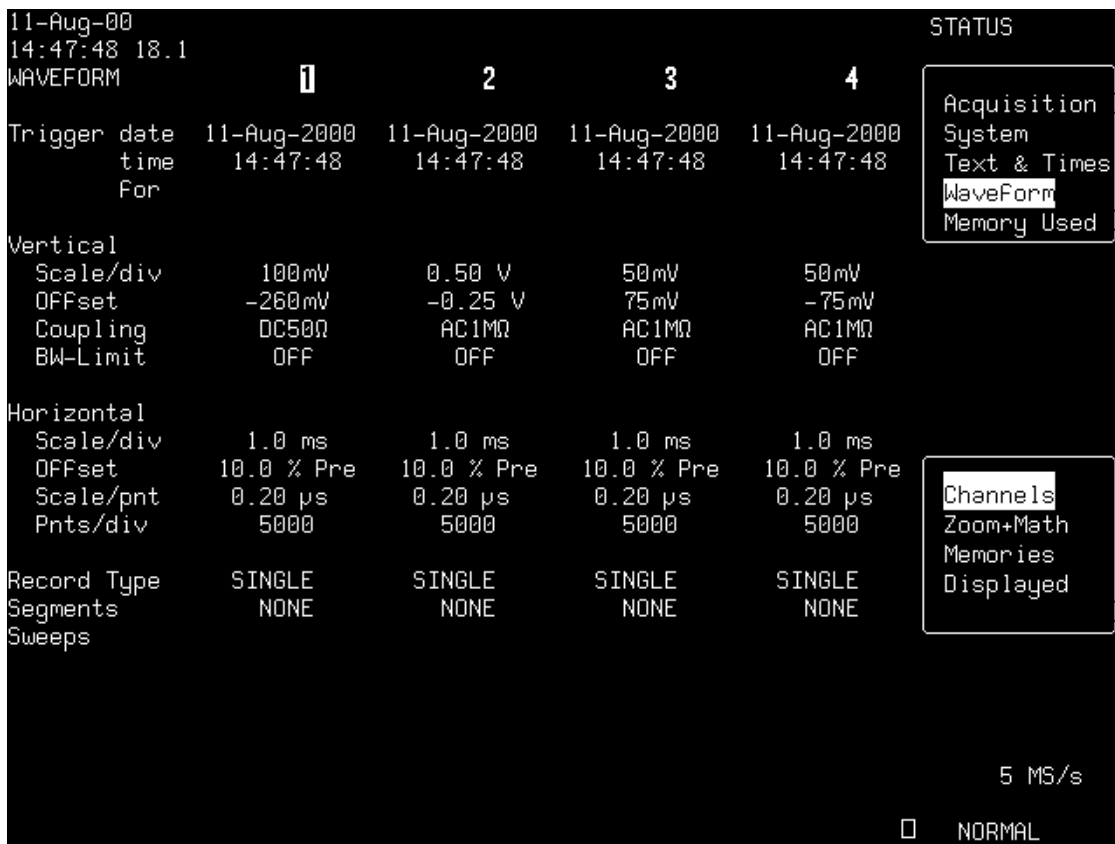 11-Aug-00
14:47:48 18.1
STATUS
WAVEFORM 1 2 3 4
Trigger date 11-Aug-2000 11-Aug-2000 11-Aug-2000 11-Aug-2000
time 14:47:48 14:47:48 14:47:48 14:47:48
For
Vertical
Scale/div 100mV 0.50 V 50mV 50mV
OFFset -260mV -0.25 V 75mV -75mV
Coupling DC50Ω AC1MΩ AC1MΩ AC1MΩ
BW-Limit OFF OFF OFF OFF
Horizontal
Scale/div 1.0 ms 1.0 ms 1.0 ms 1.0 ms
OFFset 10.0 % Pre 10.0 % Pre 10.0 % Pre 10.0 % Pre
Scale/pnt 0.20 µs 0.20 µs 0.20 µs 0.20 µs
Pnts/div 5000 5000 5000 5000
Record Type SINGLE SINGLE SINGLE SINGLE
Segments NONE NONE NONE NONE
Sweeps
Acquisition
System
Text & Times
WaveForm
Memory Used
Channels
Zoom+Math
Memories
Displayed
5 MS/s
NORMAL